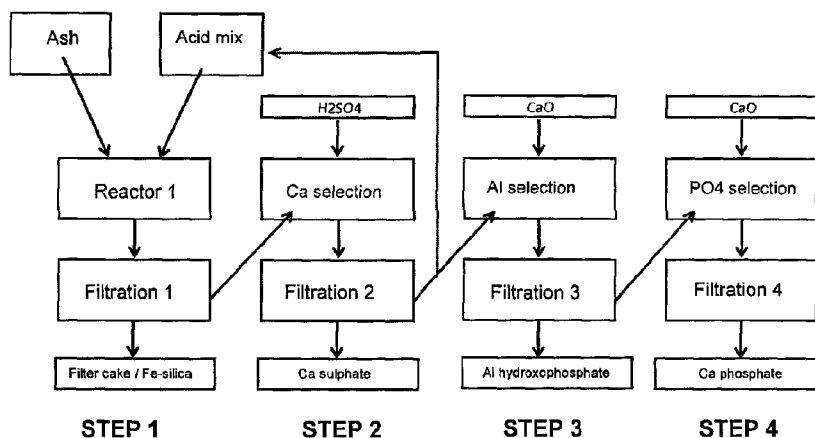 Ash
Acid mix
H2SO4
CaO
CaO
Reactor 1
Ca selection
Al selection
PO4 selection
Filtration 1
Filtration 2
Filtration 3
Filtration 4
Filter cake / Fe-silica
Ca sulphate
Al hydroxophosphate
Ca phosphate
STEP 1
STEP 2
STEP 3
STEP 4